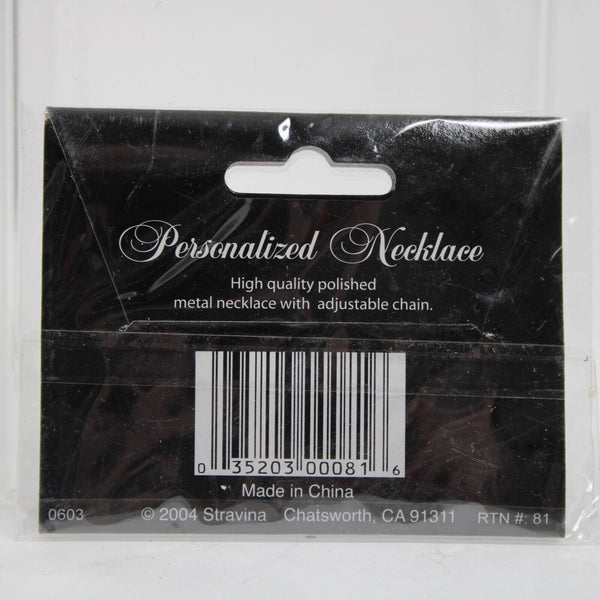 Personalized Necklace
High quality polished
metal necklace with adjustable chain.
0 35203 00081 6
Made in China
0603 © 2004 Stravina Chatsworth, CA 91311 RTN #: 81